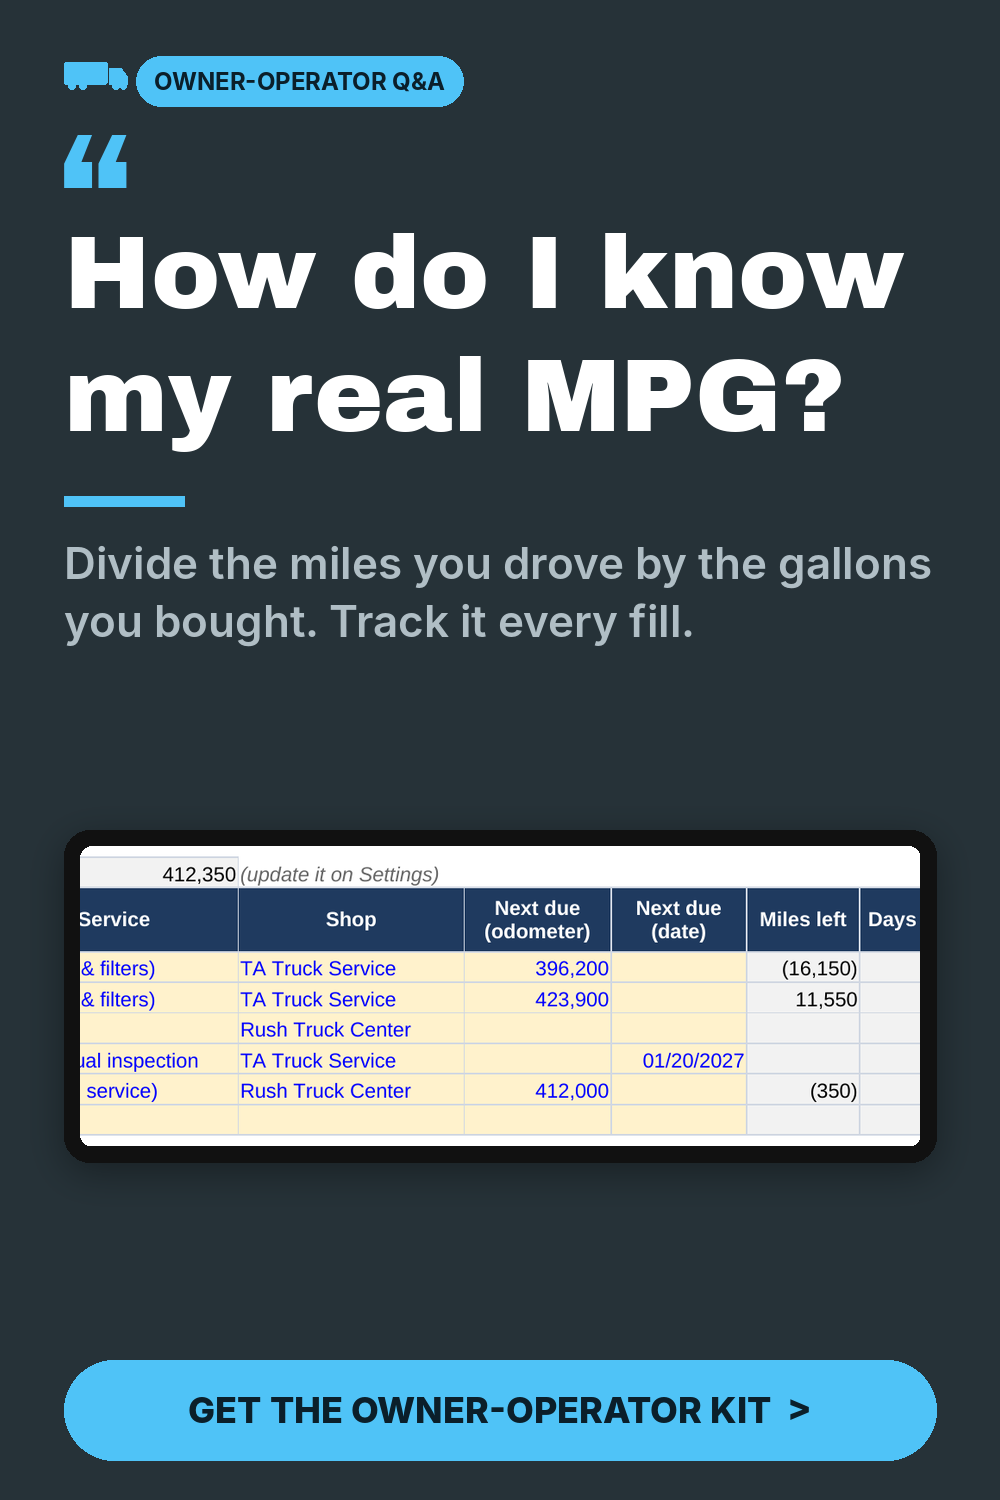 OWNER-OPERATOR Q&A
“
How do I know
my real MPG?
Divide the miles you drove by the gallons
you bought. Track it every fill.
412,350 (update it on Settings)
Service Shop Next due (odometer) Next due (date) Miles left Days
& filters) TA Truck Service 396,200 (16,150)
& filters) TA Truck Service 423,900 11,550
Rush Truck Center
ual inspection TA Truck Service 01/20/2027
service) Rush Truck Center 412,000 (350)
GET THE OWNER-OPERATOR KIT >